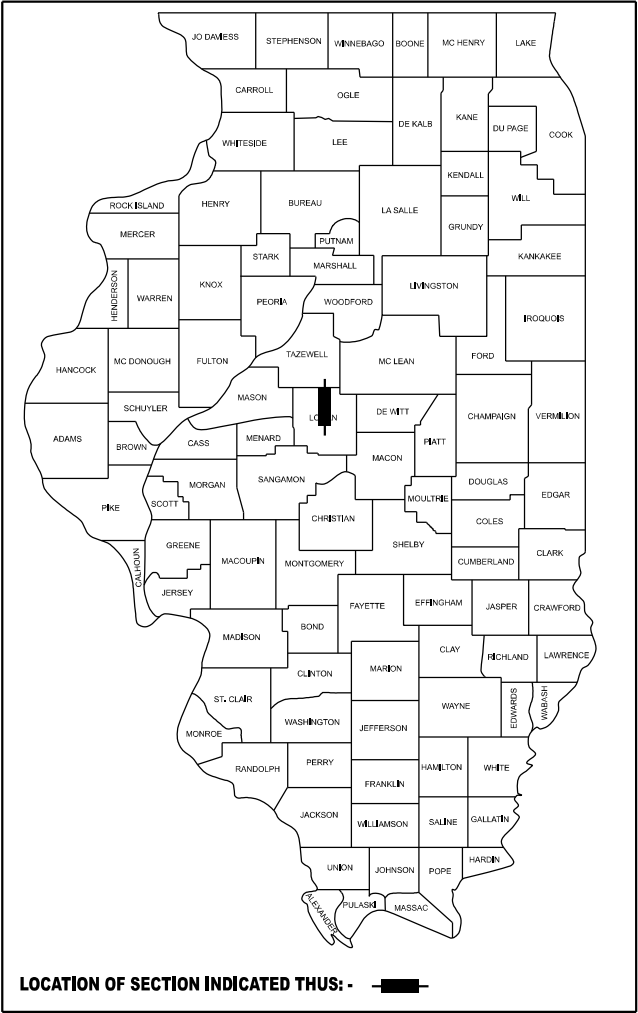 JO DAVIESS STEPHENSON WINNEBAGO BOONE MC HENRY LAKE
CARROLL OGLE
DE KALB KANE DU PAGE COOK
WHITESIDE LEE
KENDALL
ROCK ISLAND HENRY BUREAU LA SALLE WILL
GRUNDY
MERCER PUTNAM
STARK MARSHALL KANKAKEE
HENDERSON WARREN KNOX PEORIA WOODFORD LIVINGSTON
IROQUOIS
HANCOCK MC DONOUGH FULTON TAZEWELL MC LEAN FORD
MASON
SCHUYLER DE WITT CHAMPAIGN VERMILION
ADAMS BROWN CASS MENARD PIATT
MACON
MORGAN SANGAMON DOUGLAS
PIKE SCOTT MOULTRIE EDGAR
CHRISTIAN COLES
GREENE SHELBY
CALHOUN MACOUPIN MONTGOMERY CUMBERLAND CLARK
JERSEY FAYETTE EFFINGHAM JASPER CRAWFORD
BOND
MADISON CLAY RICHLAND LAWRENCE
CLINTON MARION
ST. CLAIR WAYNE EDWARDS WABASH
WASHINGTON JEFFERSON
MONROE
RANDOLPH PERRY HAMILTON WHITE
FRANKLIN
JACKSON WILLIAMSON SALINE GALLATIN
UNION JOHNSON POPE HARDIN
ALEXANDER PULASKI MASSAC
LOCATION OF SECTION INDICATED THUS: -